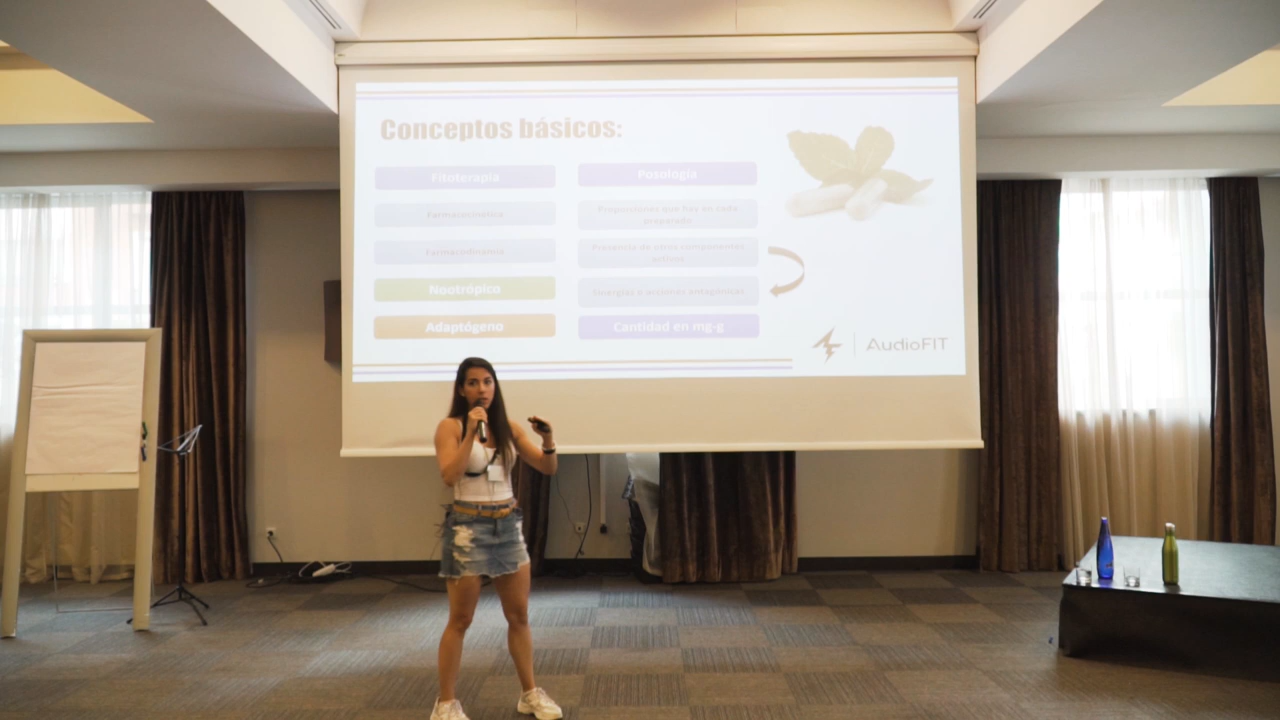 Conceptos básicos:
Fitoterapia
Farmacocinética
Farmacodinamia
Nootrópico
Adaptógeno
Posología
Proporciones que hay en cada
preparado
Presencia de otros componentes
activos
Sinergias o acciones antagónicas
Cantidad en mg-g
AudioFIT